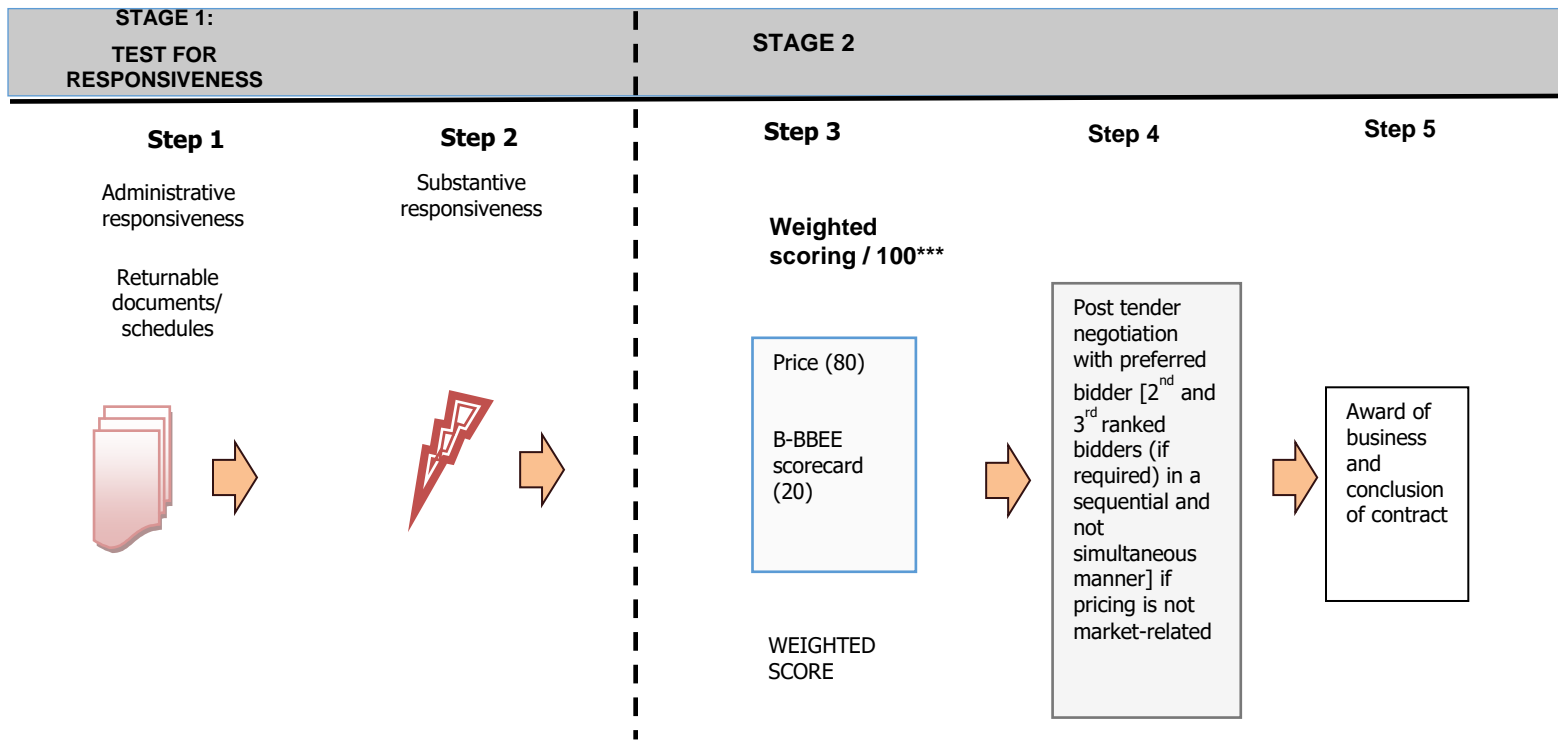 STAGE 1:
TEST FOR
RESPONSIVENESS
STAGE 2
Step 1
Administrative
responsiveness
Returnable
documents/
schedules
Step 2
Substantive
responsiveness
Step 3
Weighted
scoring / 100***
Price (80)
B-BBEE
scorecard
(20)
WEIGHTED
SCORE
Step 4
Post tender
negotiation
with preferred
bidder [2nd and
3rd ranked
bidders (if
required) in a
sequential and
not
simultaneous
manner] if
pricing is not
market-related
Step 5
Award of
business
and
conclusion
of contract